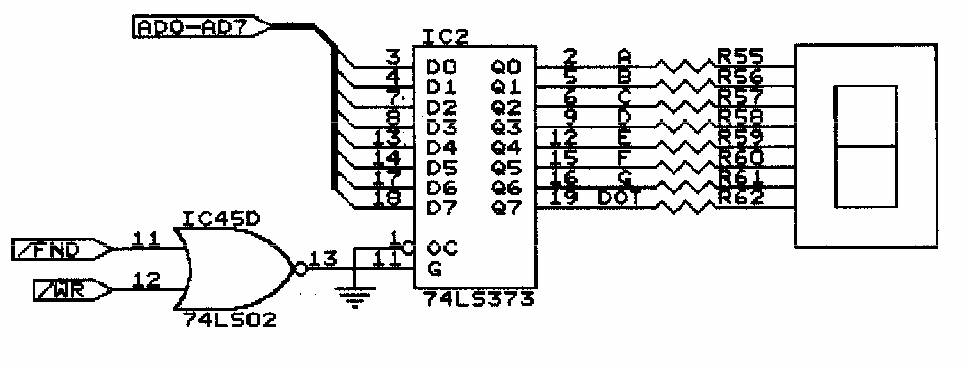 AD0-AD7
IC2
3 D0 Q0 2 A R55
4 D1 Q1 5 B R56
7 D2 Q2 6 C R57
8 D3 Q3 9 D R58
13 D4 Q4 12 E R59
14 D5 Q5 15 F R60
17 D6 Q6 16 G R61
18 D7 Q7 19 DOT R62
IC45D
/FND 11
1 OC
13 11 G
/WR 12
74LS02
74LS373